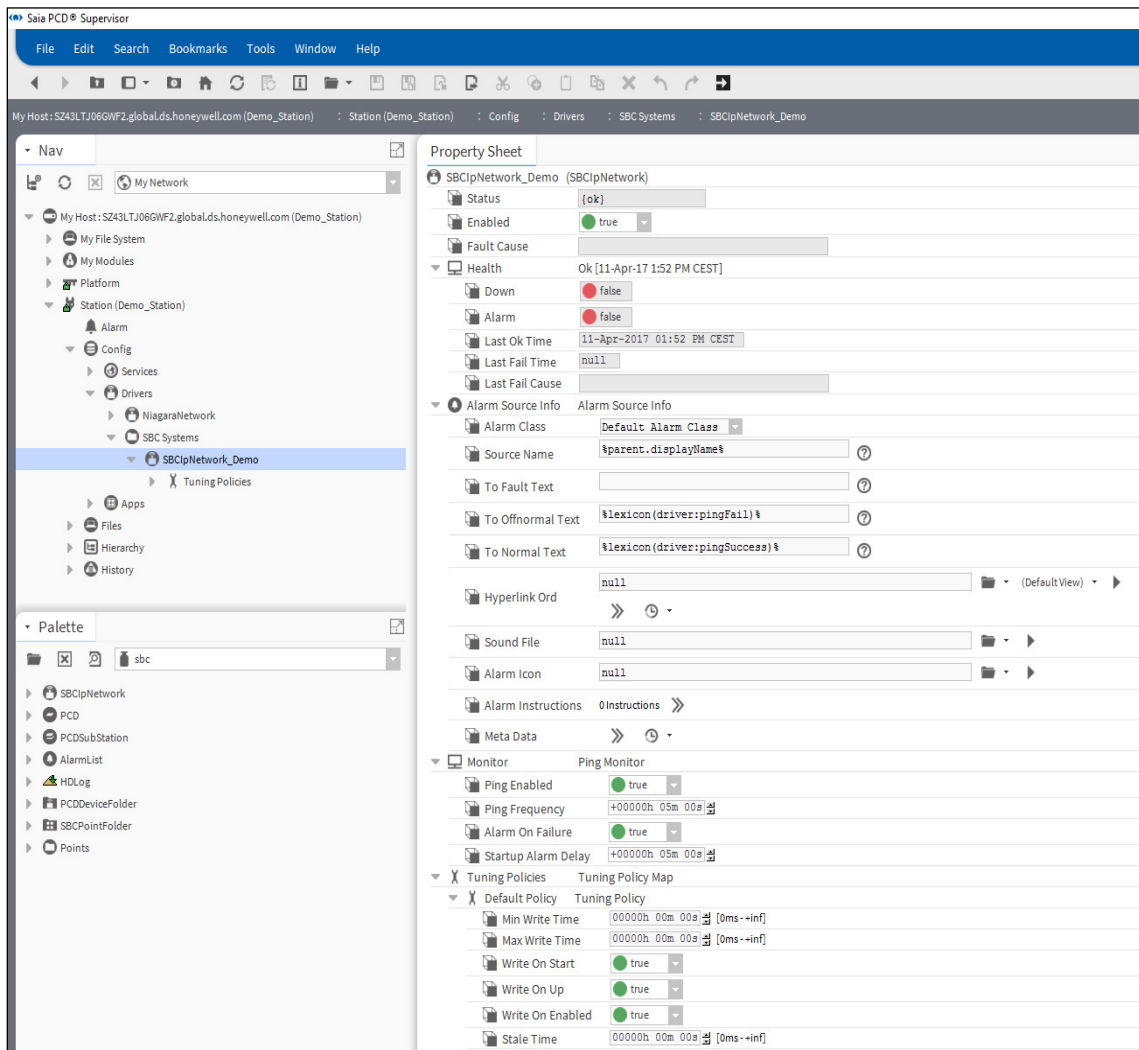 Saia PCD® Supervisor
File Edit Search Bookmarks Tools Window Help
My Host : SZ43LTJ06GWF2.global.ds.honeywell.com (Demo_Station) : Station (Demo_Station) : Config : Drivers : SBC Systems : SBCIpNetwork_Demo
Nav
My Network
My Host : SZ43LTJ06GWF2.global.ds.honeywell.com (Demo_Station)
My File System
My Modules
Platform
Station (Demo_Station)
Alarm
Config
Services
Drivers
NiagaraNetwork
SBC Systems
SBCIpNetwork_Demo
Tuning Policies
Apps
Files
Hierarchy
History
Palette
sbc
SBCIpNetwork
PCD
PCDSubStation
AlarmList
HDLog
PCDDeviceFolder
SBCPointFolder
Points
Property Sheet
SBCIpNetwork_Demo (SBCIpNetwork)
Status {ok}
Enabled true
Fault Cause
Health Ok [11-Apr-17 1:52 PM CEST]
Down false
Alarm false
Last Ok Time 11-Apr-2017 01:52 PM CEST
Last Fail Time null
Last Fail Cause
Alarm Source Info Alarm Source Info
Alarm Class Default Alarm Class
Source Name %parent.displayName%
To Fault Text
To Offnormal Text %lexicon(driver:pingFail)%
To Normal Text %lexicon(driver:pingSuccess)%
Hyperlink Ord null (Default View)
Sound File null
Alarm Icon null
Alarm Instructions 0 Instructions
Meta Data
Monitor Ping Monitor
Ping Enabled true
Ping Frequency +00000h 05m 00s
Alarm On Failure true
Startup Alarm Delay +00000h 05m 00s
Tuning Policies Tuning Policy Map
Default Policy Tuning Policy
Min Write Time 00000h 00m 00s [0ms-+inf]
Max Write Time 00000h 00m 00s [0ms-+inf]
Write On Start true
Write On Up true
Write On Enabled true
Stale Time 00000h 00m 00s [0ms-+inf]